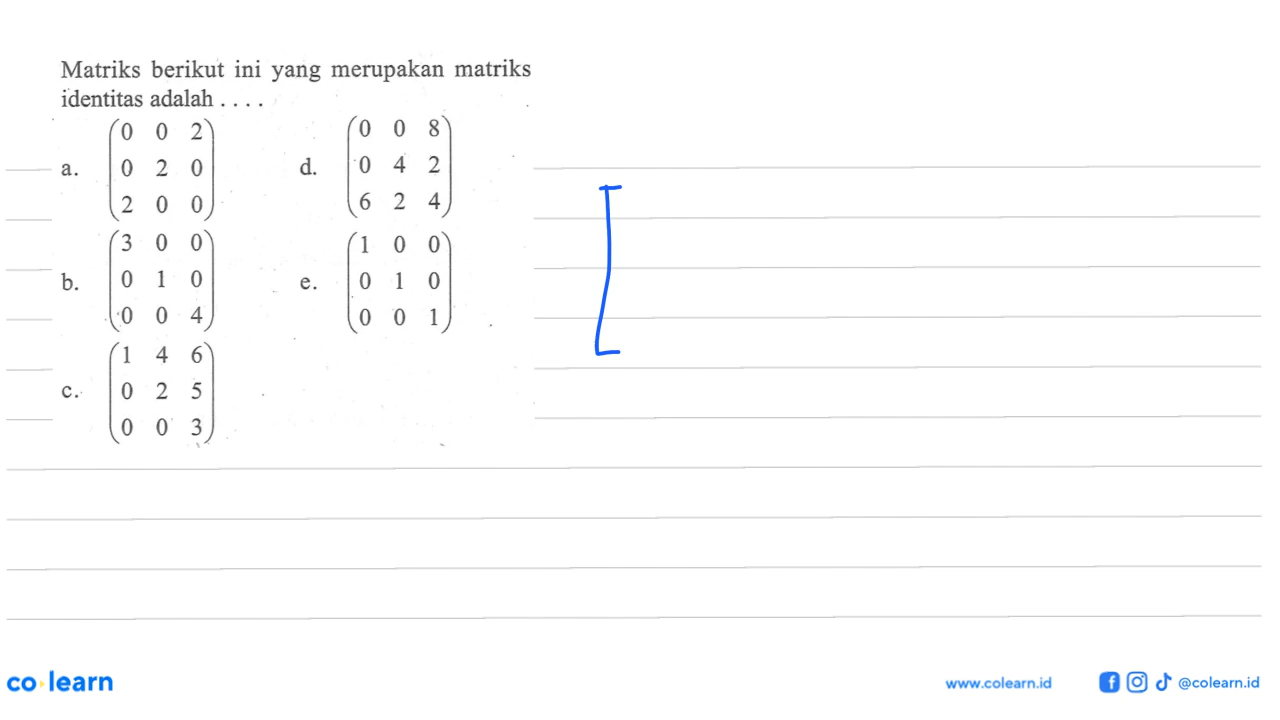 Matriks berikut ini yang merupakan matriks
identitas adalah . . . .
a. (0 0 2
0 2 0
2 0 0)
b. (3 0 0
0 1 0
0 0 4)
c. (1 4 6
0 2 5
0 0 3)
d. (0 0 8
0 4 2
6 2 4)
e. (1 0 0
0 1 0
0 0 1)
[
co learn
www.colearn.id
@colearn.id